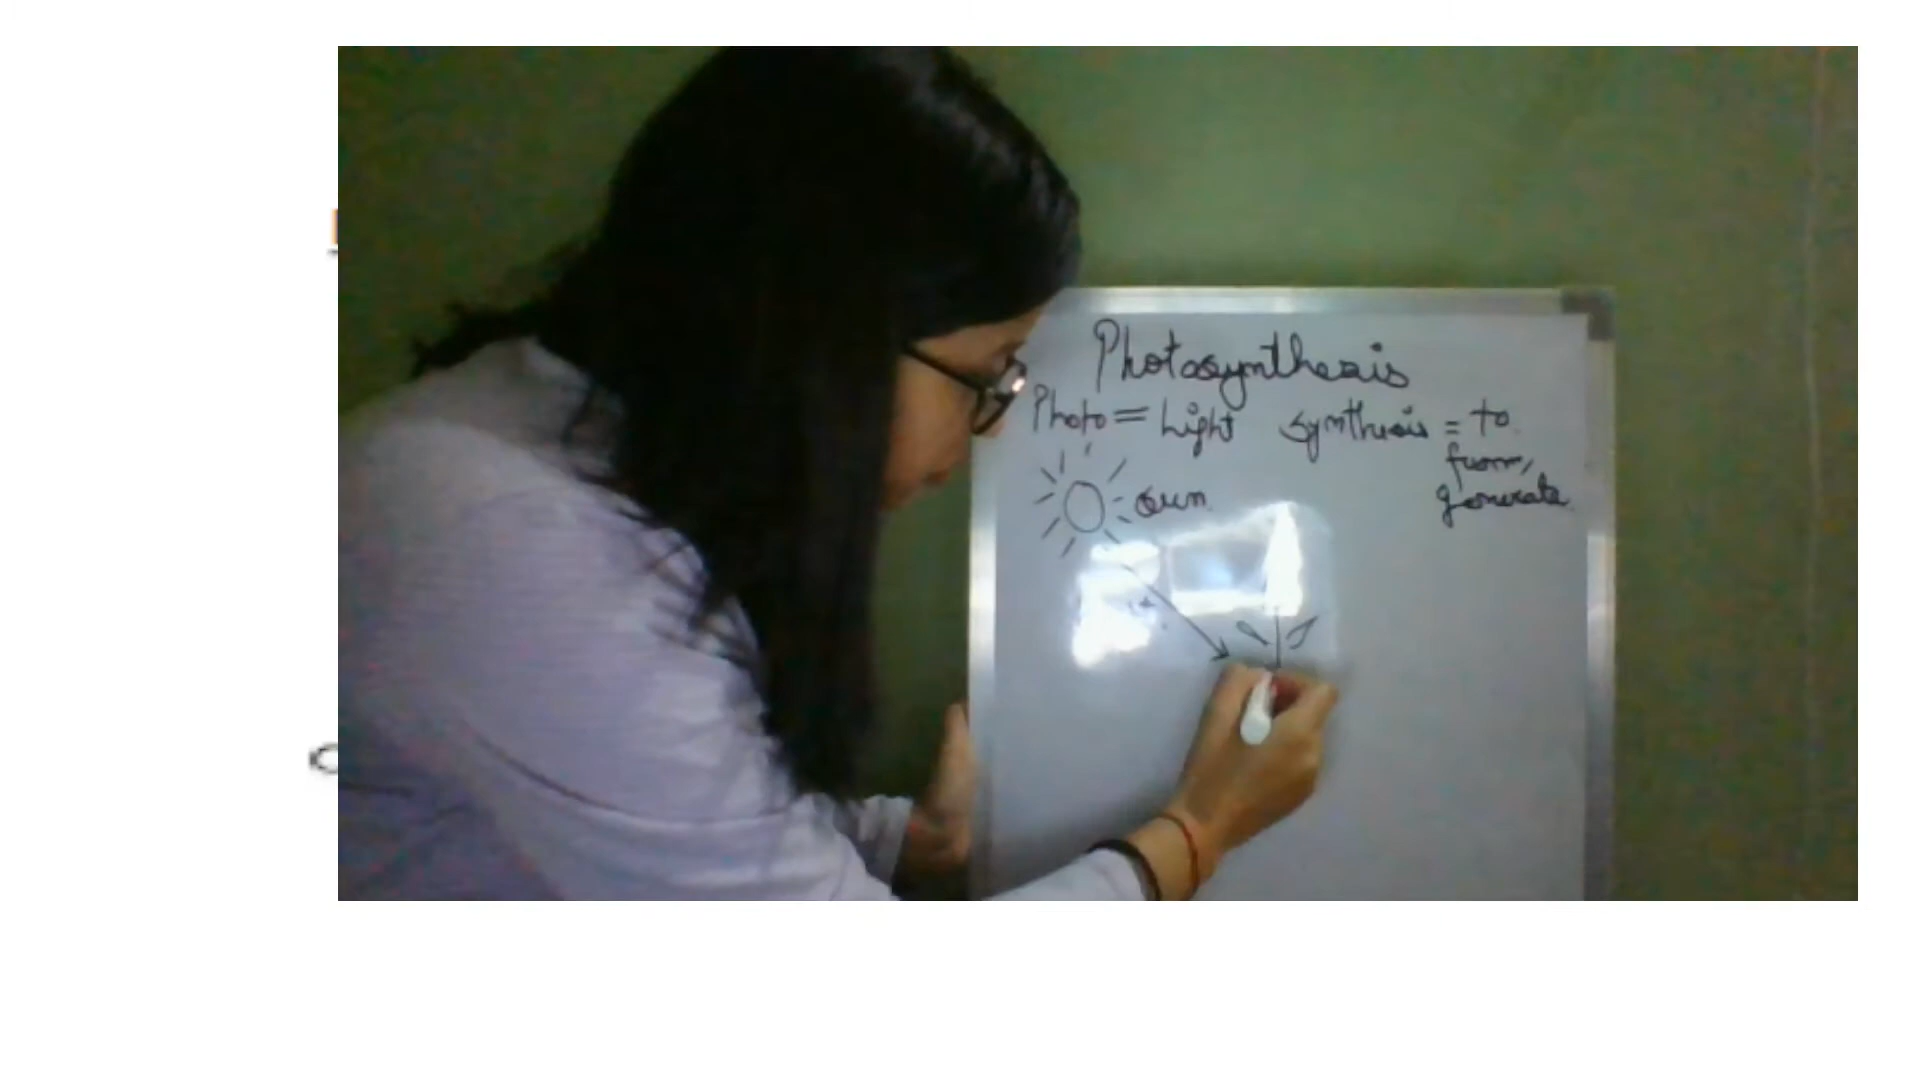 Photosynthesis
Photo = Light synthesis = to
form,
generate
sun